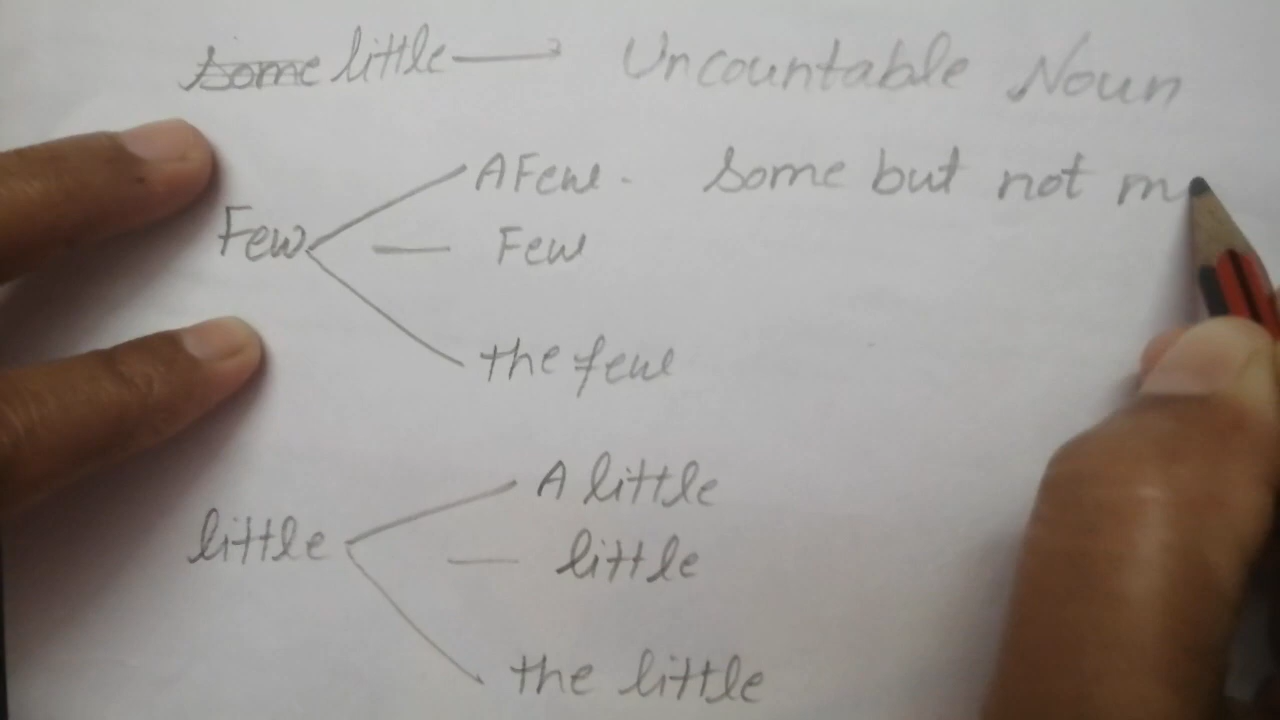 some little → Uncountable Noun
A Few. Some but not m
Few — Few
the few
A little
little — little
the little